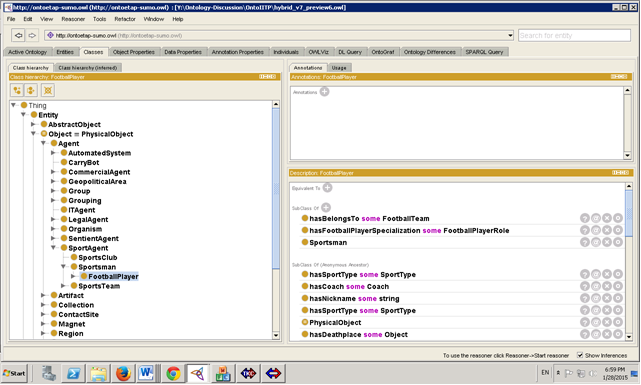 http://ontoetap-sumo.owl (http://ontoetap-sumo.owl) : [Y:\Ontology-Discussion\OntoIITP\hybrid_v7_preview6.owl]
File Edit View Reasoner Tools Refactor Window Help
http://ontoetap-sumo.owl
Search for entity
Active Ontology Entities Classes Object Properties Data Properties Annotation Properties Individuals OWLViz DL Query OntoGraf Ontology Differences SPARQL Query
Class hierarchy Class hierarchy (inferred)
Class hierarchy: FootballPlayer
Thing
Entity
AbstractObject
Object ≡ PhysicalObject
Agent
AutomatedSystem
CarryBot
CommercialAgent
GeopoliticalArea
Group
Grouping
ITAgent
LegalAgent
Organism
SentientAgent
SportAgent
SportsClub
Sportsman
FootballPlayer
SportsTeam
Artifact
Collection
ContactSite
Magnet
Region
Annotations Usage
Annotations: FootballPlayer
Annotations
Description: FootballPlayer
Equivalent To
SubClass Of
hasBelongsTo some FootballTeam
hasFootballPlayerSpecialization some FootballPlayerRole
Sportsman
SubClass Of (Anonymous Ancestor)
hasSportType some SportType
hasCoach some Coach
hasNickname some string
hasSportType some SportType
PhysicalObject
hasDeathplace some Object
To use the reasoner click Reasoner->Start reasoner
Show Inferences
Start
EN
6:59 PM
1/28/2015